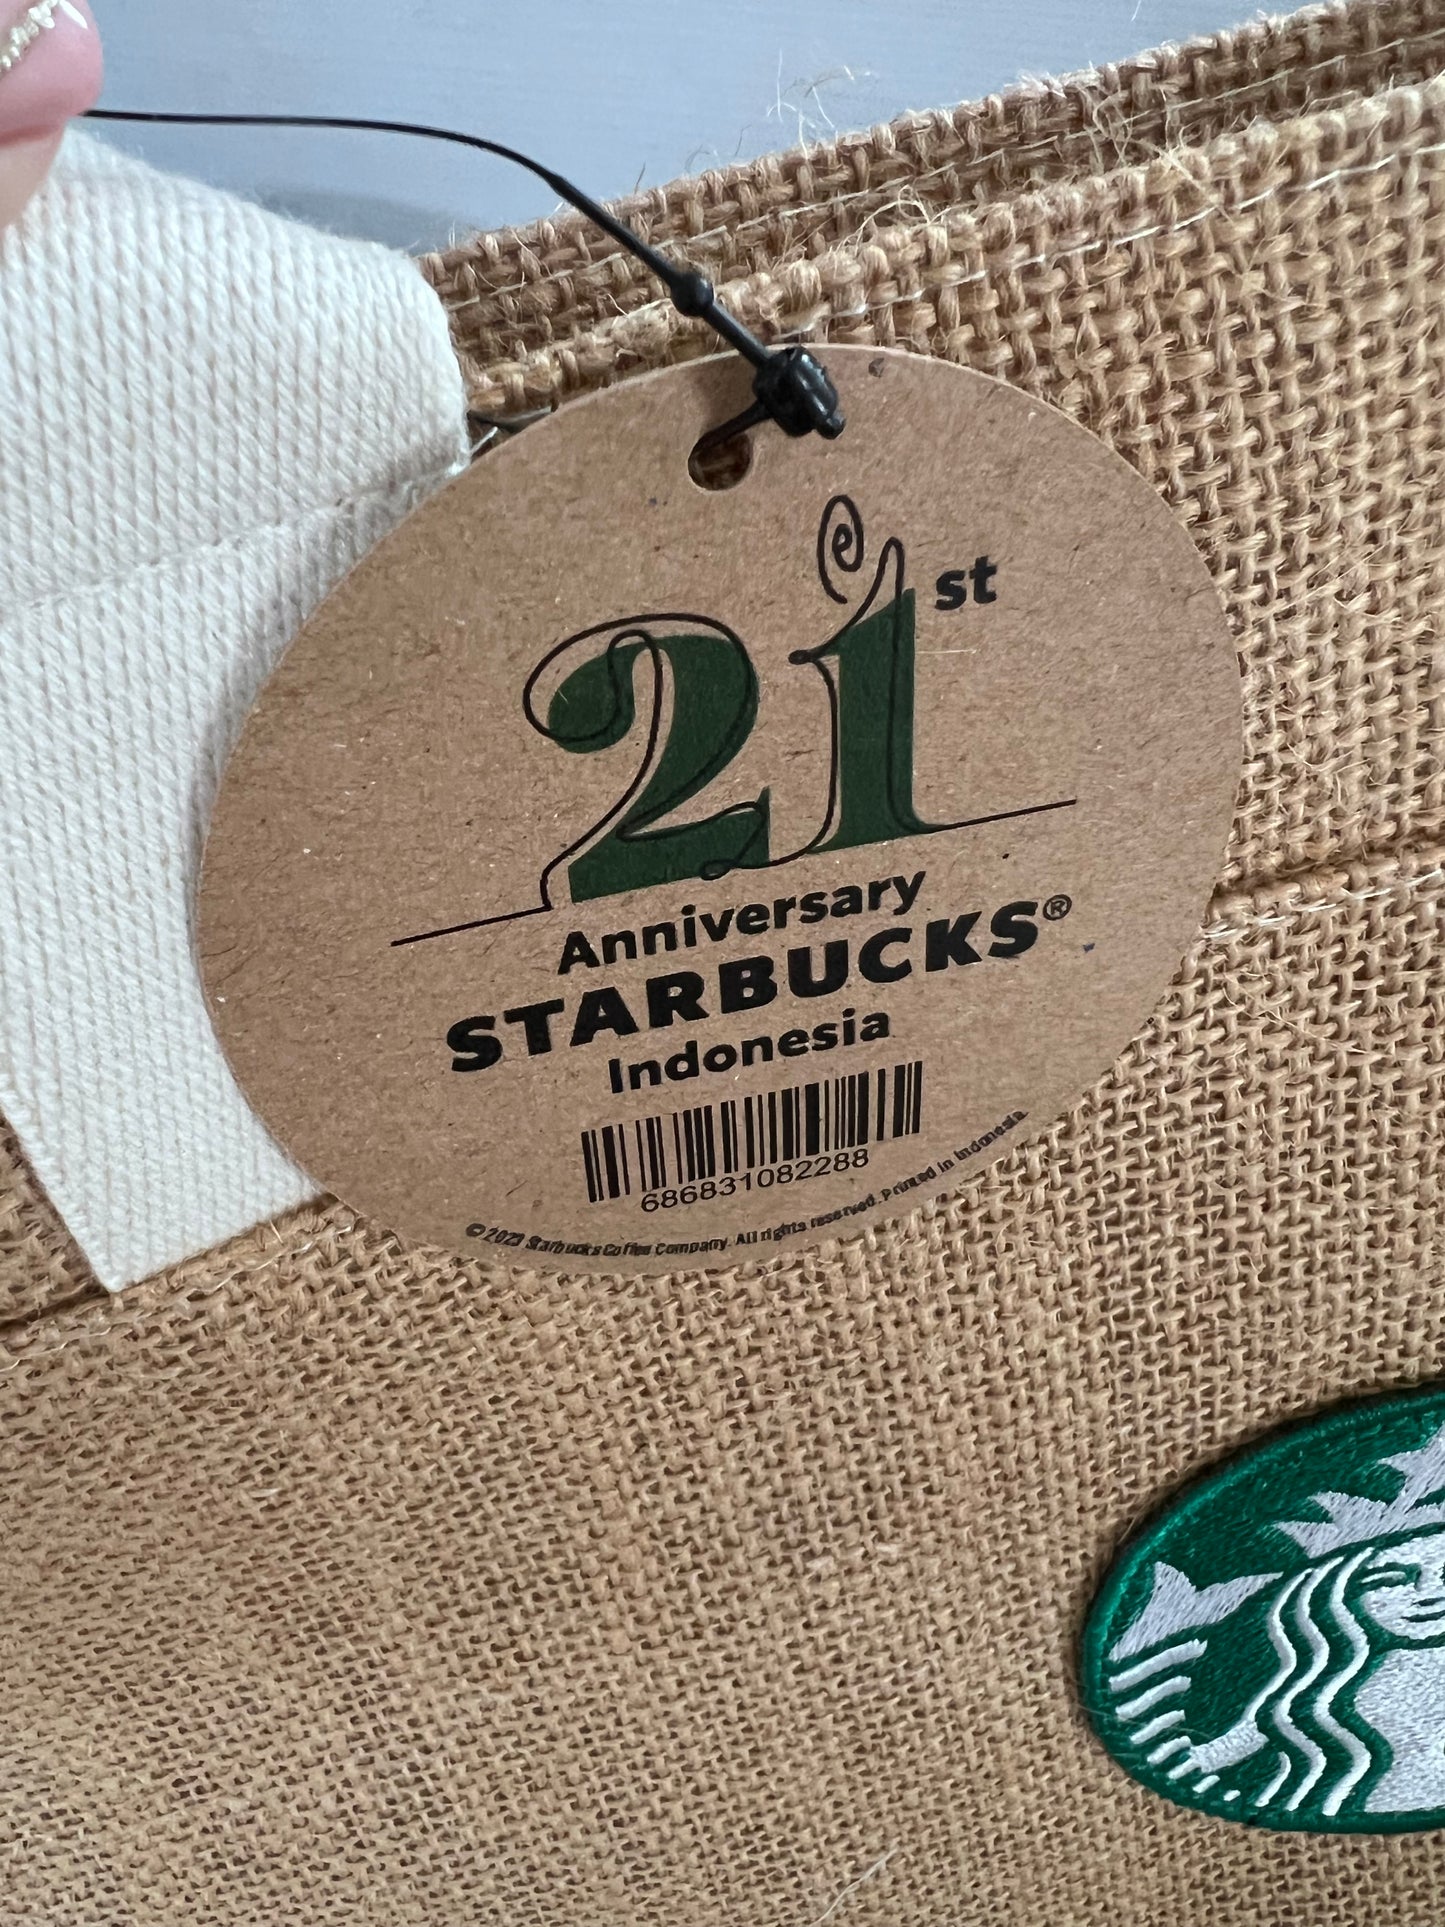 21st
Anniversary
STARBUCKS®
Indonesia
686831082288
© 2023 Starbucks Coffee Company. All rights reserved. Printed in Indonesia.